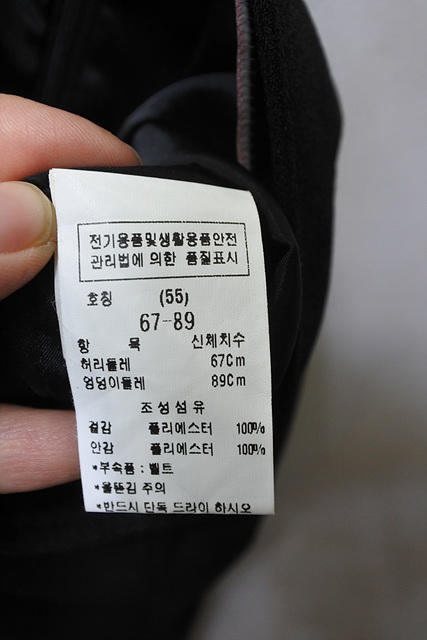 전기용품및생활용품안전
관리법에 의한 품질표시
호칭 (55)
67-89
항 목 신체치수
허리둘레 67Cm
엉덩이둘레 89Cm
조성섬유
겉감 폴리에스터 100%
안감 폴리에스터 100%
*부속품 : 벨트
*올뜯김 주의
*반드시 단독 드라이 하시오